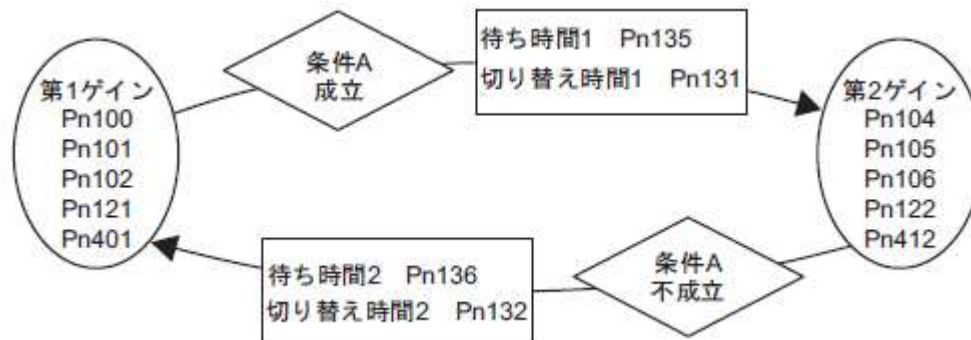 第1ゲイン
Pn100
Pn101
Pn102
Pn121
Pn401
条件A
成立
待ち時間1 Pn135
切り替え時間1 Pn131
第2ゲイン
Pn104
Pn105
Pn106
Pn122
Pn412
条件A
不成立
待ち時間2 Pn136
切り替え時間2 Pn132